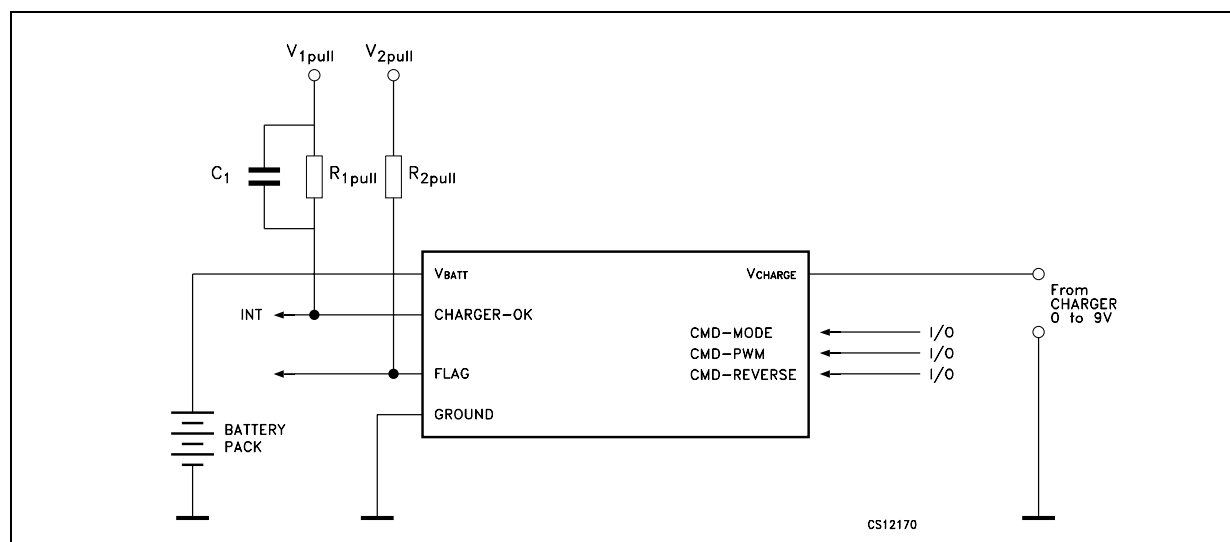 V1pull
V2pull
C1
R1pull
R2pull
VBATT
VCHARGE
INT
CHARGER-OK
From
CHARGER
0 to 9V
CMD-MODE
I/O
CMD-PWM
I/O
FLAG
CMD-REVERSE
I/O
GROUND
BATTERY
PACK
CS12170